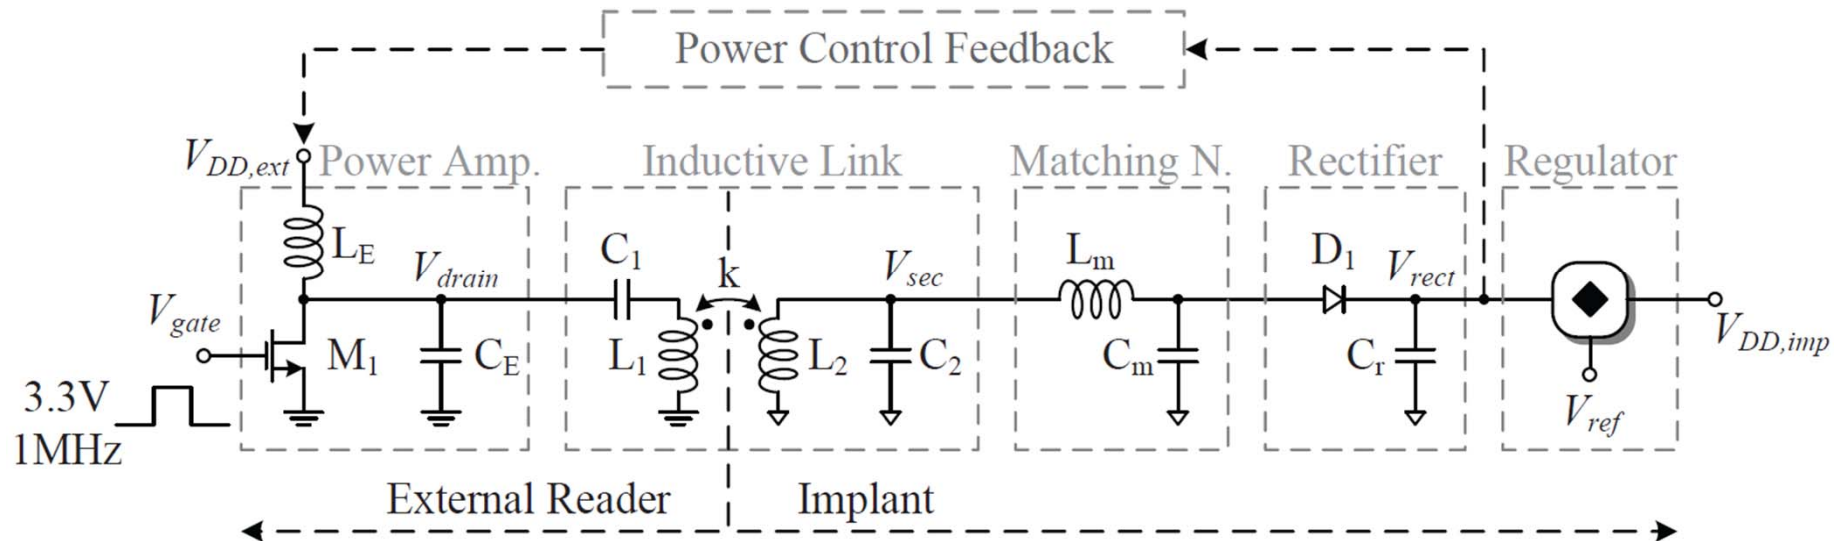 Power Control Feedback
V_DD,ext
Power Amp.
Inductive Link
Matching N.
Rectifier
Regulator
L_E
V_drain
C_1
k
V_sec
L_m
D_1
V_rect
V_gate
M_1
C_E
L_1
L_2
C_2
C_m
C_r
V_DD,imp
3.3V
1MHz
V_ref
External Reader
Implant